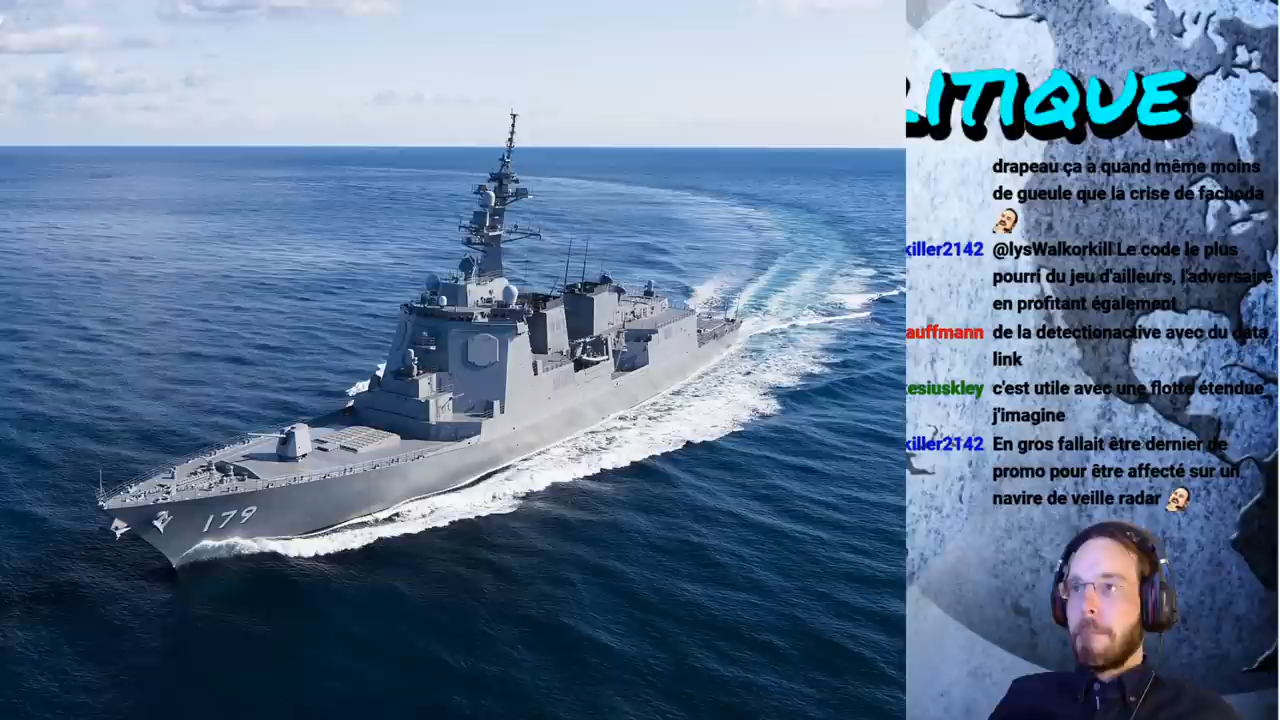 LITIQUE
drapeau ça a quand même moins
de gueule que la crise de fachoda
killer2142 @lysWalkorkill Le code le plus
pourri du jeu d'ailleurs, l'adversaire
en profitant également
auffmann de la detectionactive avec du data
link
esiuskley c'est utile avec une flotte étendue
j'imagine
killer2142 En gros fallait être dernier de
promo pour être affecté sur un
navire de veille radar
179